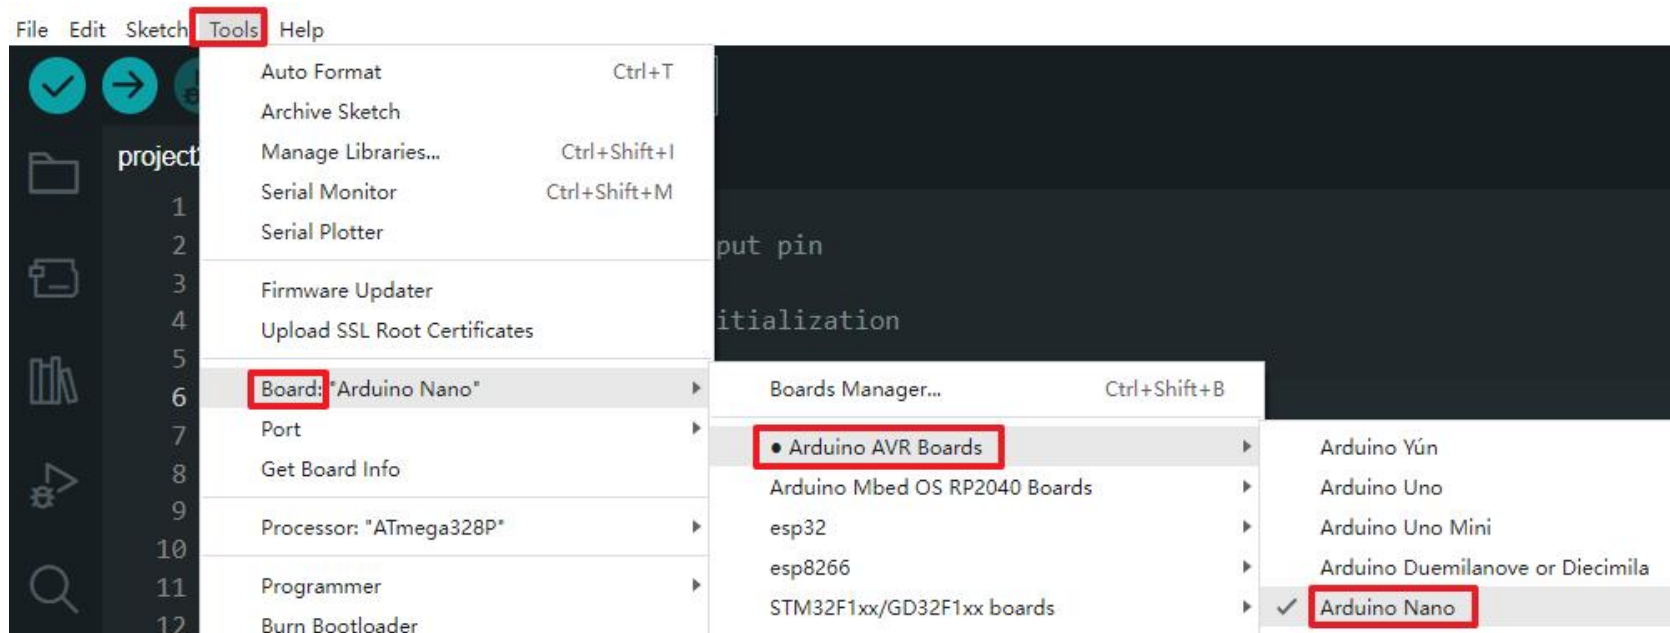 File Edit Sketch Tools Help
Auto Format Ctrl+T
Archive Sketch
Manage Libraries... Ctrl+Shift+I
Serial Monitor Ctrl+Shift+M
Serial Plotter
Firmware Updater
Upload SSL Root Certificates
Board: "Arduino Nano"
Port
Get Board Info
Processor: "ATmega328P"
Programmer
Burn Bootloader
project
1
2
3
4
5
6
7
8
9
10
11
12
put pin
itialization
Boards Manager... Ctrl+Shift+B
● Arduino AVR Boards
Arduino Mbed OS RP2040 Boards
esp32
esp8266
STM32F1xx/GD32F1xx boards
Arduino Yún
Arduino Uno
Arduino Uno Mini
Arduino Duemilanove or Diecimila
✓ Arduino Nano